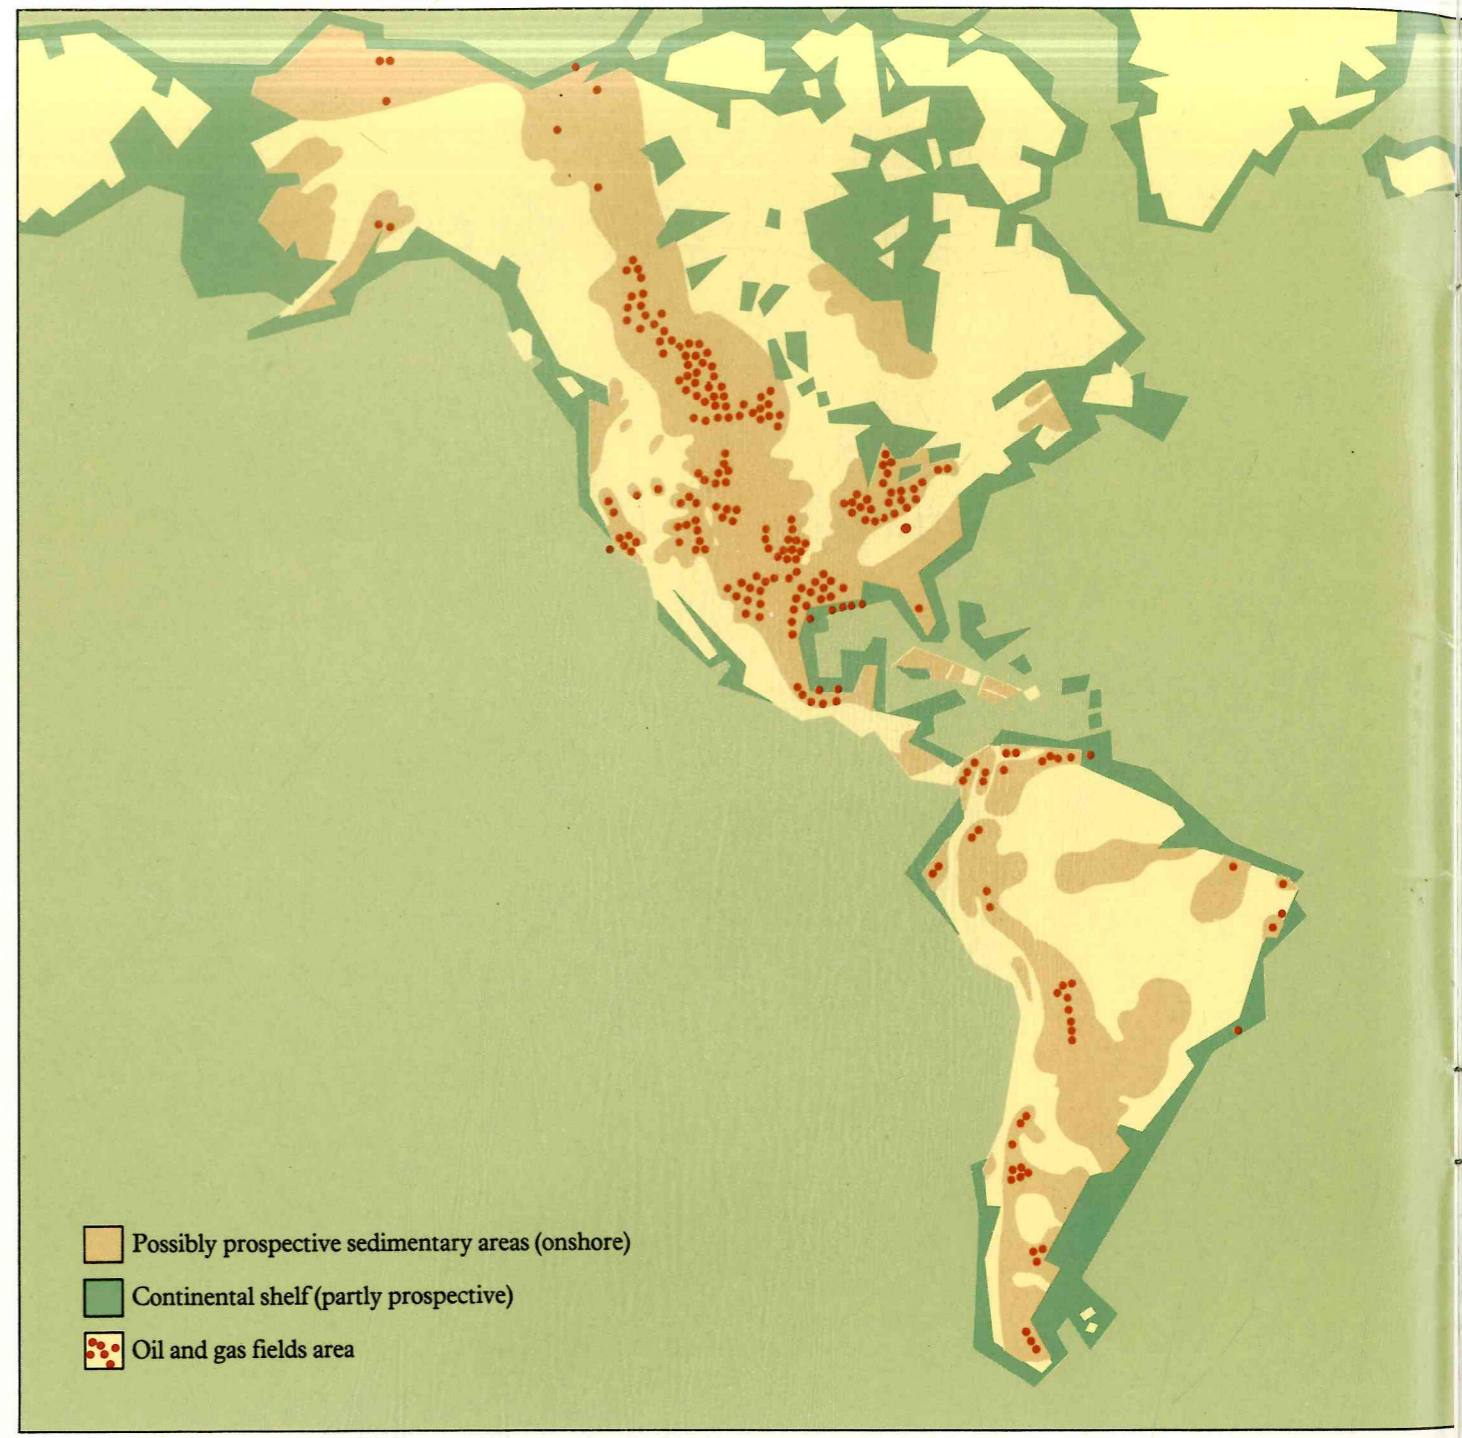 Possibly prospective sedimentary areas (onshore)
Continental shelf (partly prospective)
Oil and gas fields area